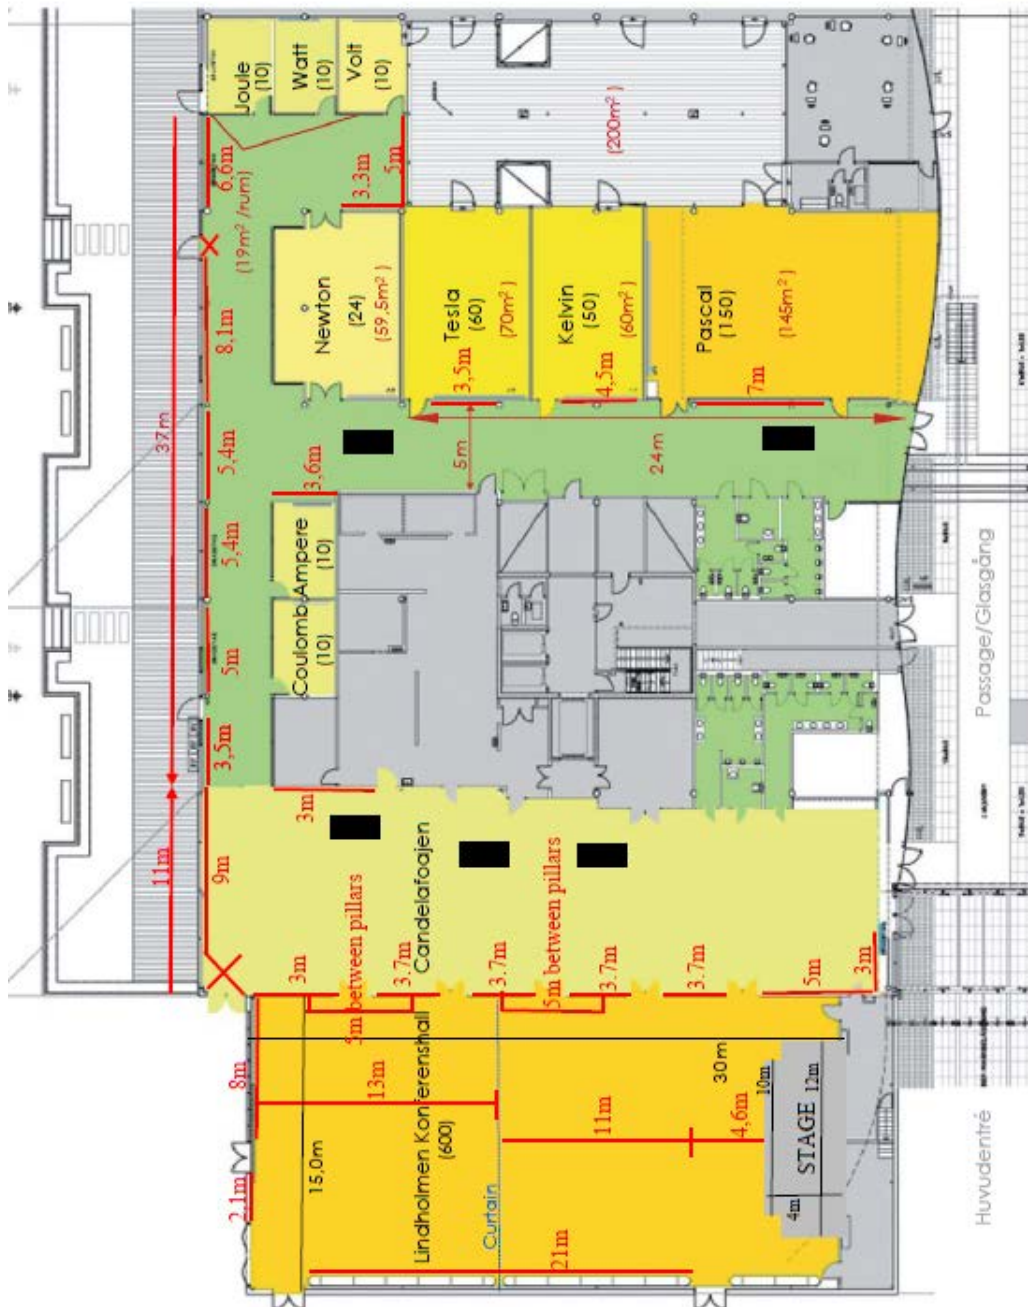 Joule
(10)
Watt
(10)
Volt
(10)
(200m²)
6.6m
(19m² /rum)
3.3m
5m
Newton
(24)
(59,5m²)
Tesla
(60)
(70m²)
Kelvin
(50)
(60m²)
Pascal
(150)
(145m²)
8,1m
3,5m
4,5m
7m
37m
5,4m
3,6m
5m
24m
5,4m
Ampere
(10)
5m
Coulomb
(10)
3,5m
Passage/Glasgång
11m
9m
3m
Candelafoajen
3m
5m between pillars
3.7m
3.7m
5m between pillars
3.7m
3.7m
5m
3m
8m
13m
30m
10m
12m
Lindholmen Konferenshall
(600)
11m
4,6m
STAGE
15,0m
2.1m
Curtain
4m
21m
Huvudentré